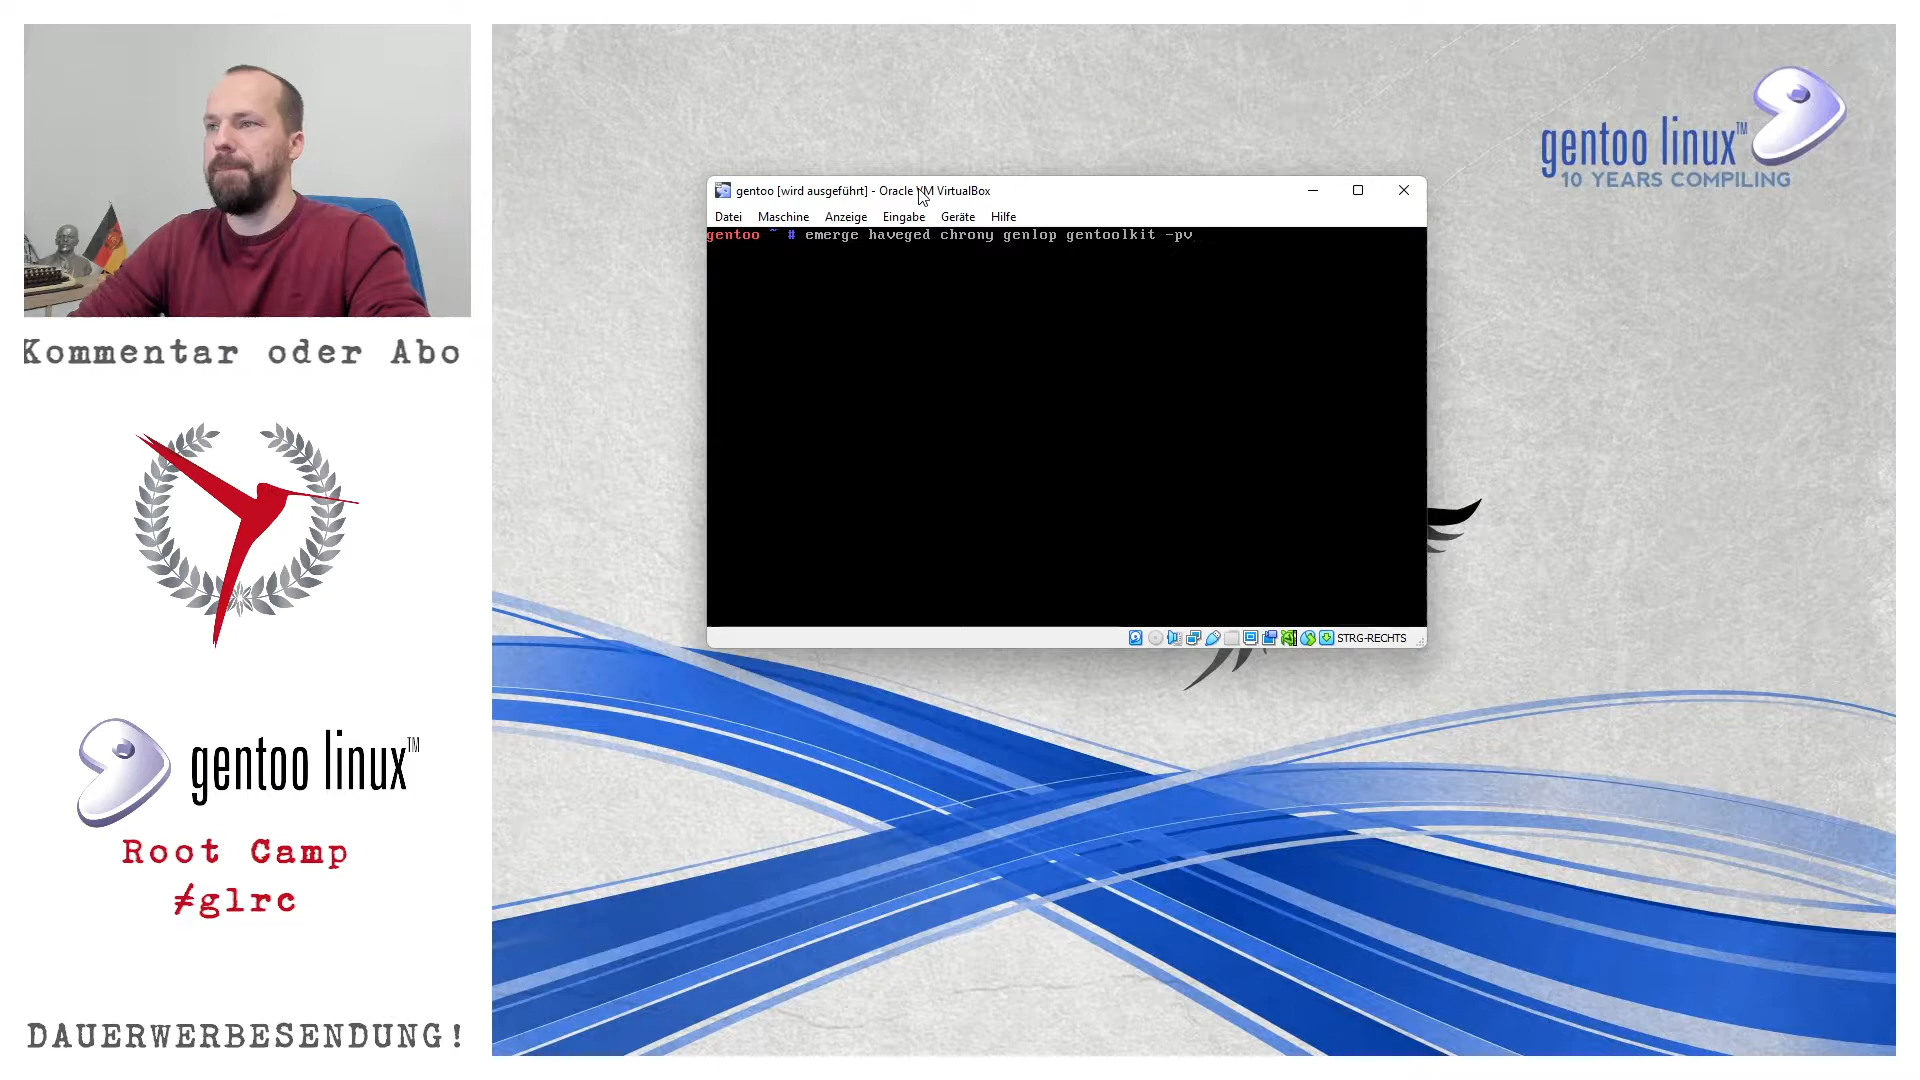 Kommentar oder Abo
gentoo linux™
Root Camp
#glrc
DAUERWERBESENDUNG!
gentoo linux™
10 YEARS COMPILING
gentoo [wird ausgeführt] - Oracle VM VirtualBox
Datei Maschine Anzeige Eingabe Geräte Hilfe
gentoo ~ # emerge haveged chrony genlop gentoolkit -pv
STRG-RECHTS